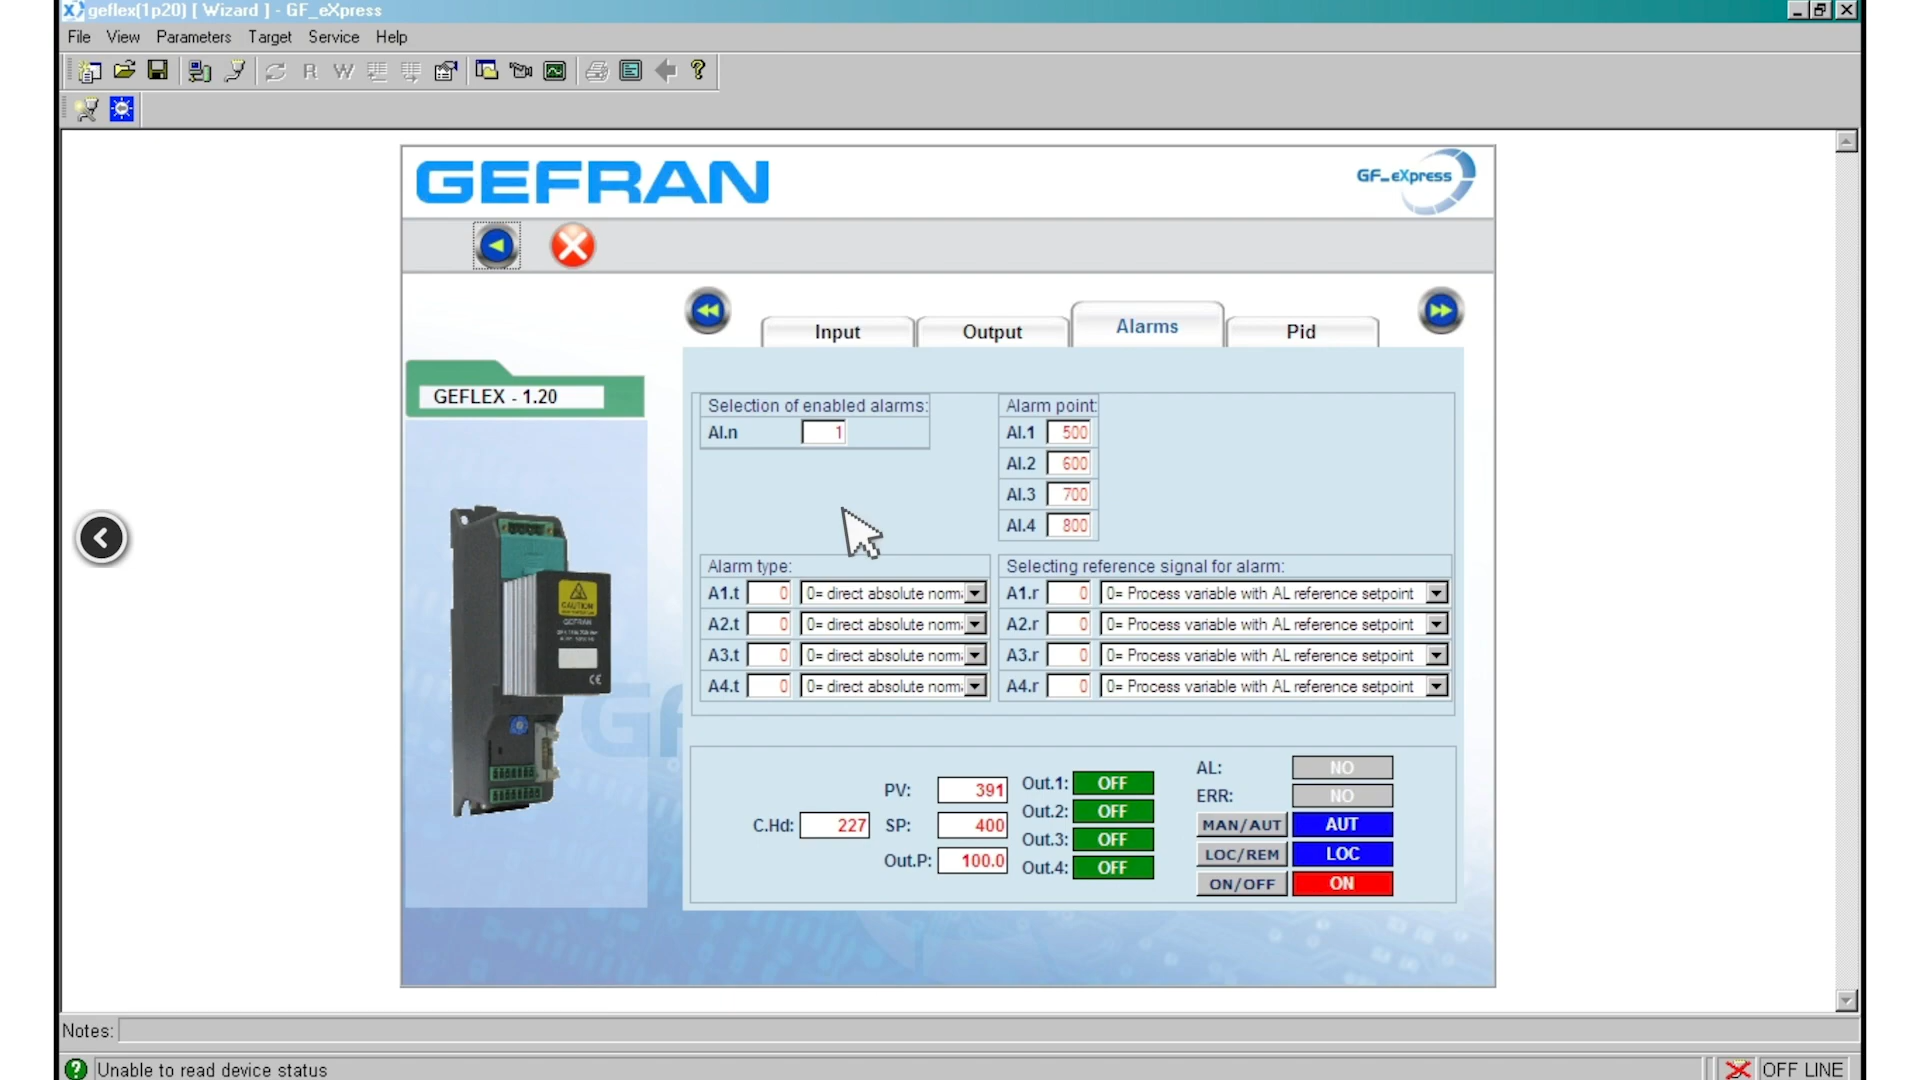 geflex(1p20) [ Wizard ] - GF_eXpress
File View Parameters Target Service Help
R W
GEFRAN
GF_eXpress
Input Output Alarms Pid
GEFLEX - 1.20
Selection of enabled alarms:
Al.n 1
Alarm point:
Al.1 500
Al.2 600
Al.3 700
Al.4 800
Alarm type:
A1.t 0 0= direct absolute norm
A2.t 0 0= direct absolute norm
A3.t 0 0= direct absolute norm
A4.t 0 0= direct absolute norm
Selecting reference signal for alarm:
A1.r 0 0= Process variable with AL reference setpoint
A2.r 0 0= Process variable with AL reference setpoint
A3.r 0 0= Process variable with AL reference setpoint
A4.r 0 0= Process variable with AL reference setpoint
CAUTION
GEFRAN
C.Hd: 227
PV: 391
SP: 400
Out.P: 100.0
Out.1: OFF
Out.2: OFF
Out.3: OFF
Out.4: OFF
AL: NO
ERR: NO
MAN/AUT AUT
LOC/REM LOC
ON/OFF ON
Notes:
Unable to read device status
OFF LINE